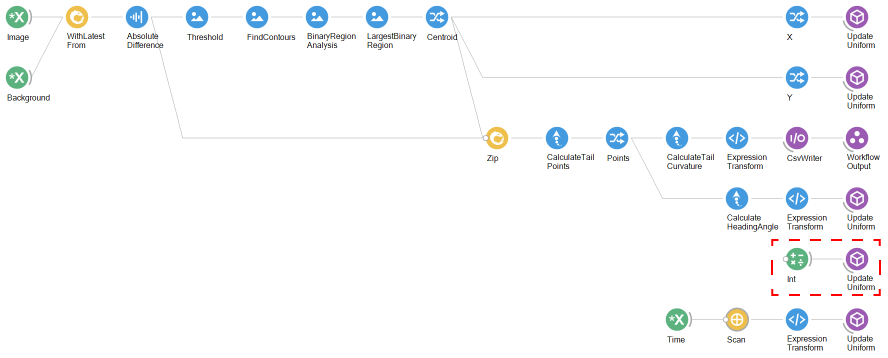 Image
WithLatest
From
Absolute
Difference
Threshold
FindContours
BinaryRegion
Analysis
LargestBinary
Region
Centroid
X
Update
Uniform
Background
Y
Update
Uniform
Zip
CalculateTail
Points
Points
CalculateTail
Curvature
Expression
Transform
CsvWriter
Workflow
Output
Calculate
HeadingAngle
Expression
Transform
Update
Uniform
Int
Update
Uniform
Time
Scan
Expression
Transform
Update
Uniform